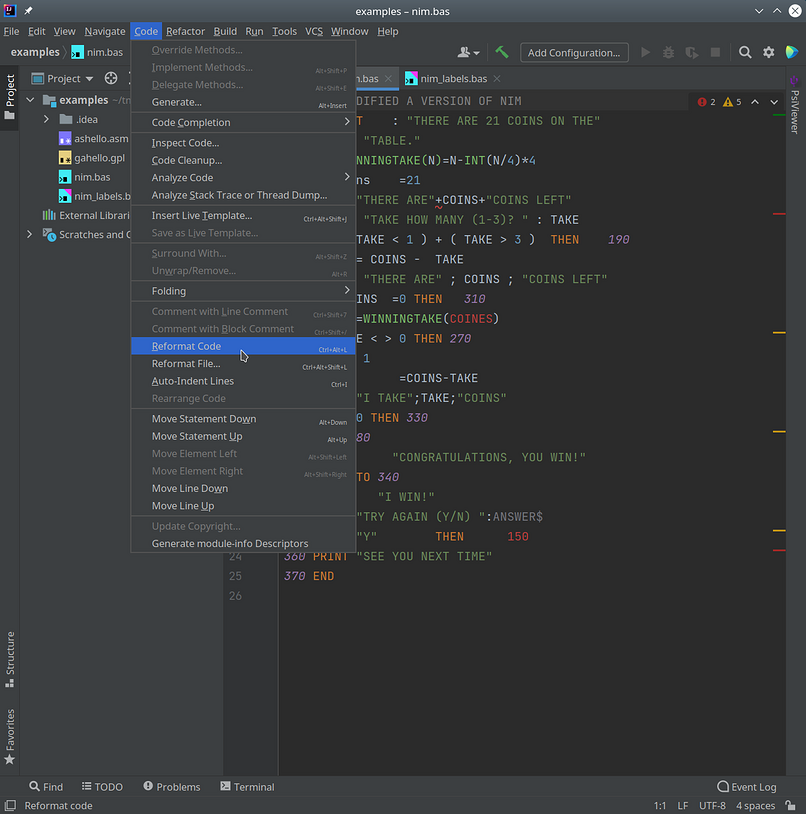 examples – nim.bas
File Edit View Navigate Code Refactor Build Run Tools VCS Window Help
examples nim.bas
Add Configuration...
Project
examples
.idea
ashello.asm
gahello.gpl
nim.bas
nim_labels.b
External Librari
Scratches and C
Project
Structure
Favorites
PsiViewer
Override Methods...
Implement Methods... Alt+Shift+P
Delegate Methods... Alt+Shift+E
Generate... Alt+Insert
Code Completion
Inspect Code...
Code Cleanup...
Analyze Code
Analyze Stack Trace or Thread Dump...
Insert Live Template... Ctrl+Alt+Shift+J
Save as Live Template...
Surround With... Alt+Shift+Z
Unwrap/Remove... Alt+R
Folding
Comment with Line Comment Ctrl+Shift+7
Comment with Block Comment Ctrl+Shift+/
Reformat Code Ctrl+Alt+L
Reformat File... Ctrl+Alt+Shift+L
Auto-Indent Lines Ctrl+I
Rearrange Code
Move Statement Down Alt+Down
Move Statement Up Alt+Up
Move Element Left Alt+Shift+Left
Move Element Right Alt+Shift+Right
Move Line Down
Move Line Up
Update Copyright...
Generate module-info Descriptors
m.bas nim_labels.bas
2 5
DIFIED A VERSION OF NIM
T : "THERE ARE 21 COINS ON THE"
"TABLE."
NNINGTAKE(N)=N-INT(N/4)*4
ns =21
"THERE ARE"+COINS+"COINS LEFT"
"TAKE HOW MANY (1-3)? " : TAKE
TAKE < 1 ) + ( TAKE > 3 ) THEN 190
= COINS - TAKE
"THERE ARE" ; COINS ; "COINS LEFT"
INS =0 THEN 310
=WINNINGTAKE(COINES)
E < > 0 THEN 270
1
=COINS-TAKE
"I TAKE";TAKE;"COINS"
0 THEN 330
80
"CONGRATULATIONS, YOU WIN!"
TO 340
"I WIN!"
"TRY AGAIN (Y/N) ":ANSWER$
"Y" THEN 150
24 360 PRINT "SEE YOU NEXT TIME"
25 370 END
26
Find TODO Problems Terminal Event Log
Reformat code 1:1 LF UTF-8 4 spaces